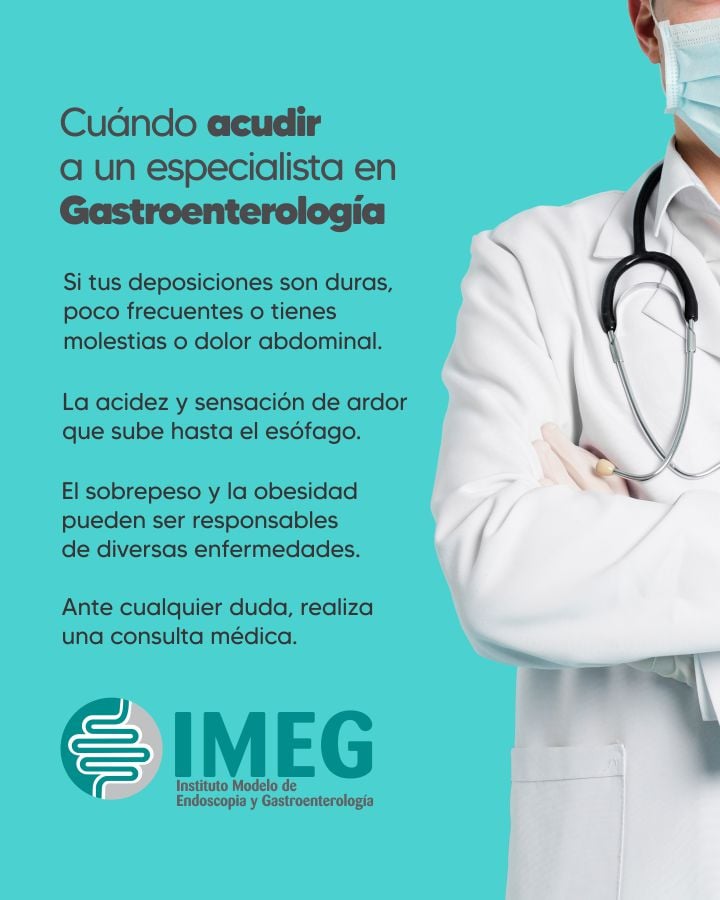 Cuándo acudir
a un especialista en
Gastroenterología
Si tus deposiciones son duras,
poco frecuentes o tienes
molestias o dolor abdominal.
La acidez y sensación de ardor
que sube hasta el esófago.
El sobrepeso y la obesidad
pueden ser responsables
de diversas enfermedades.
Ante cualquier duda, realiza
una consulta médica.
IMEG
Instituto Modelo de
Endoscopia y Gastroenterología